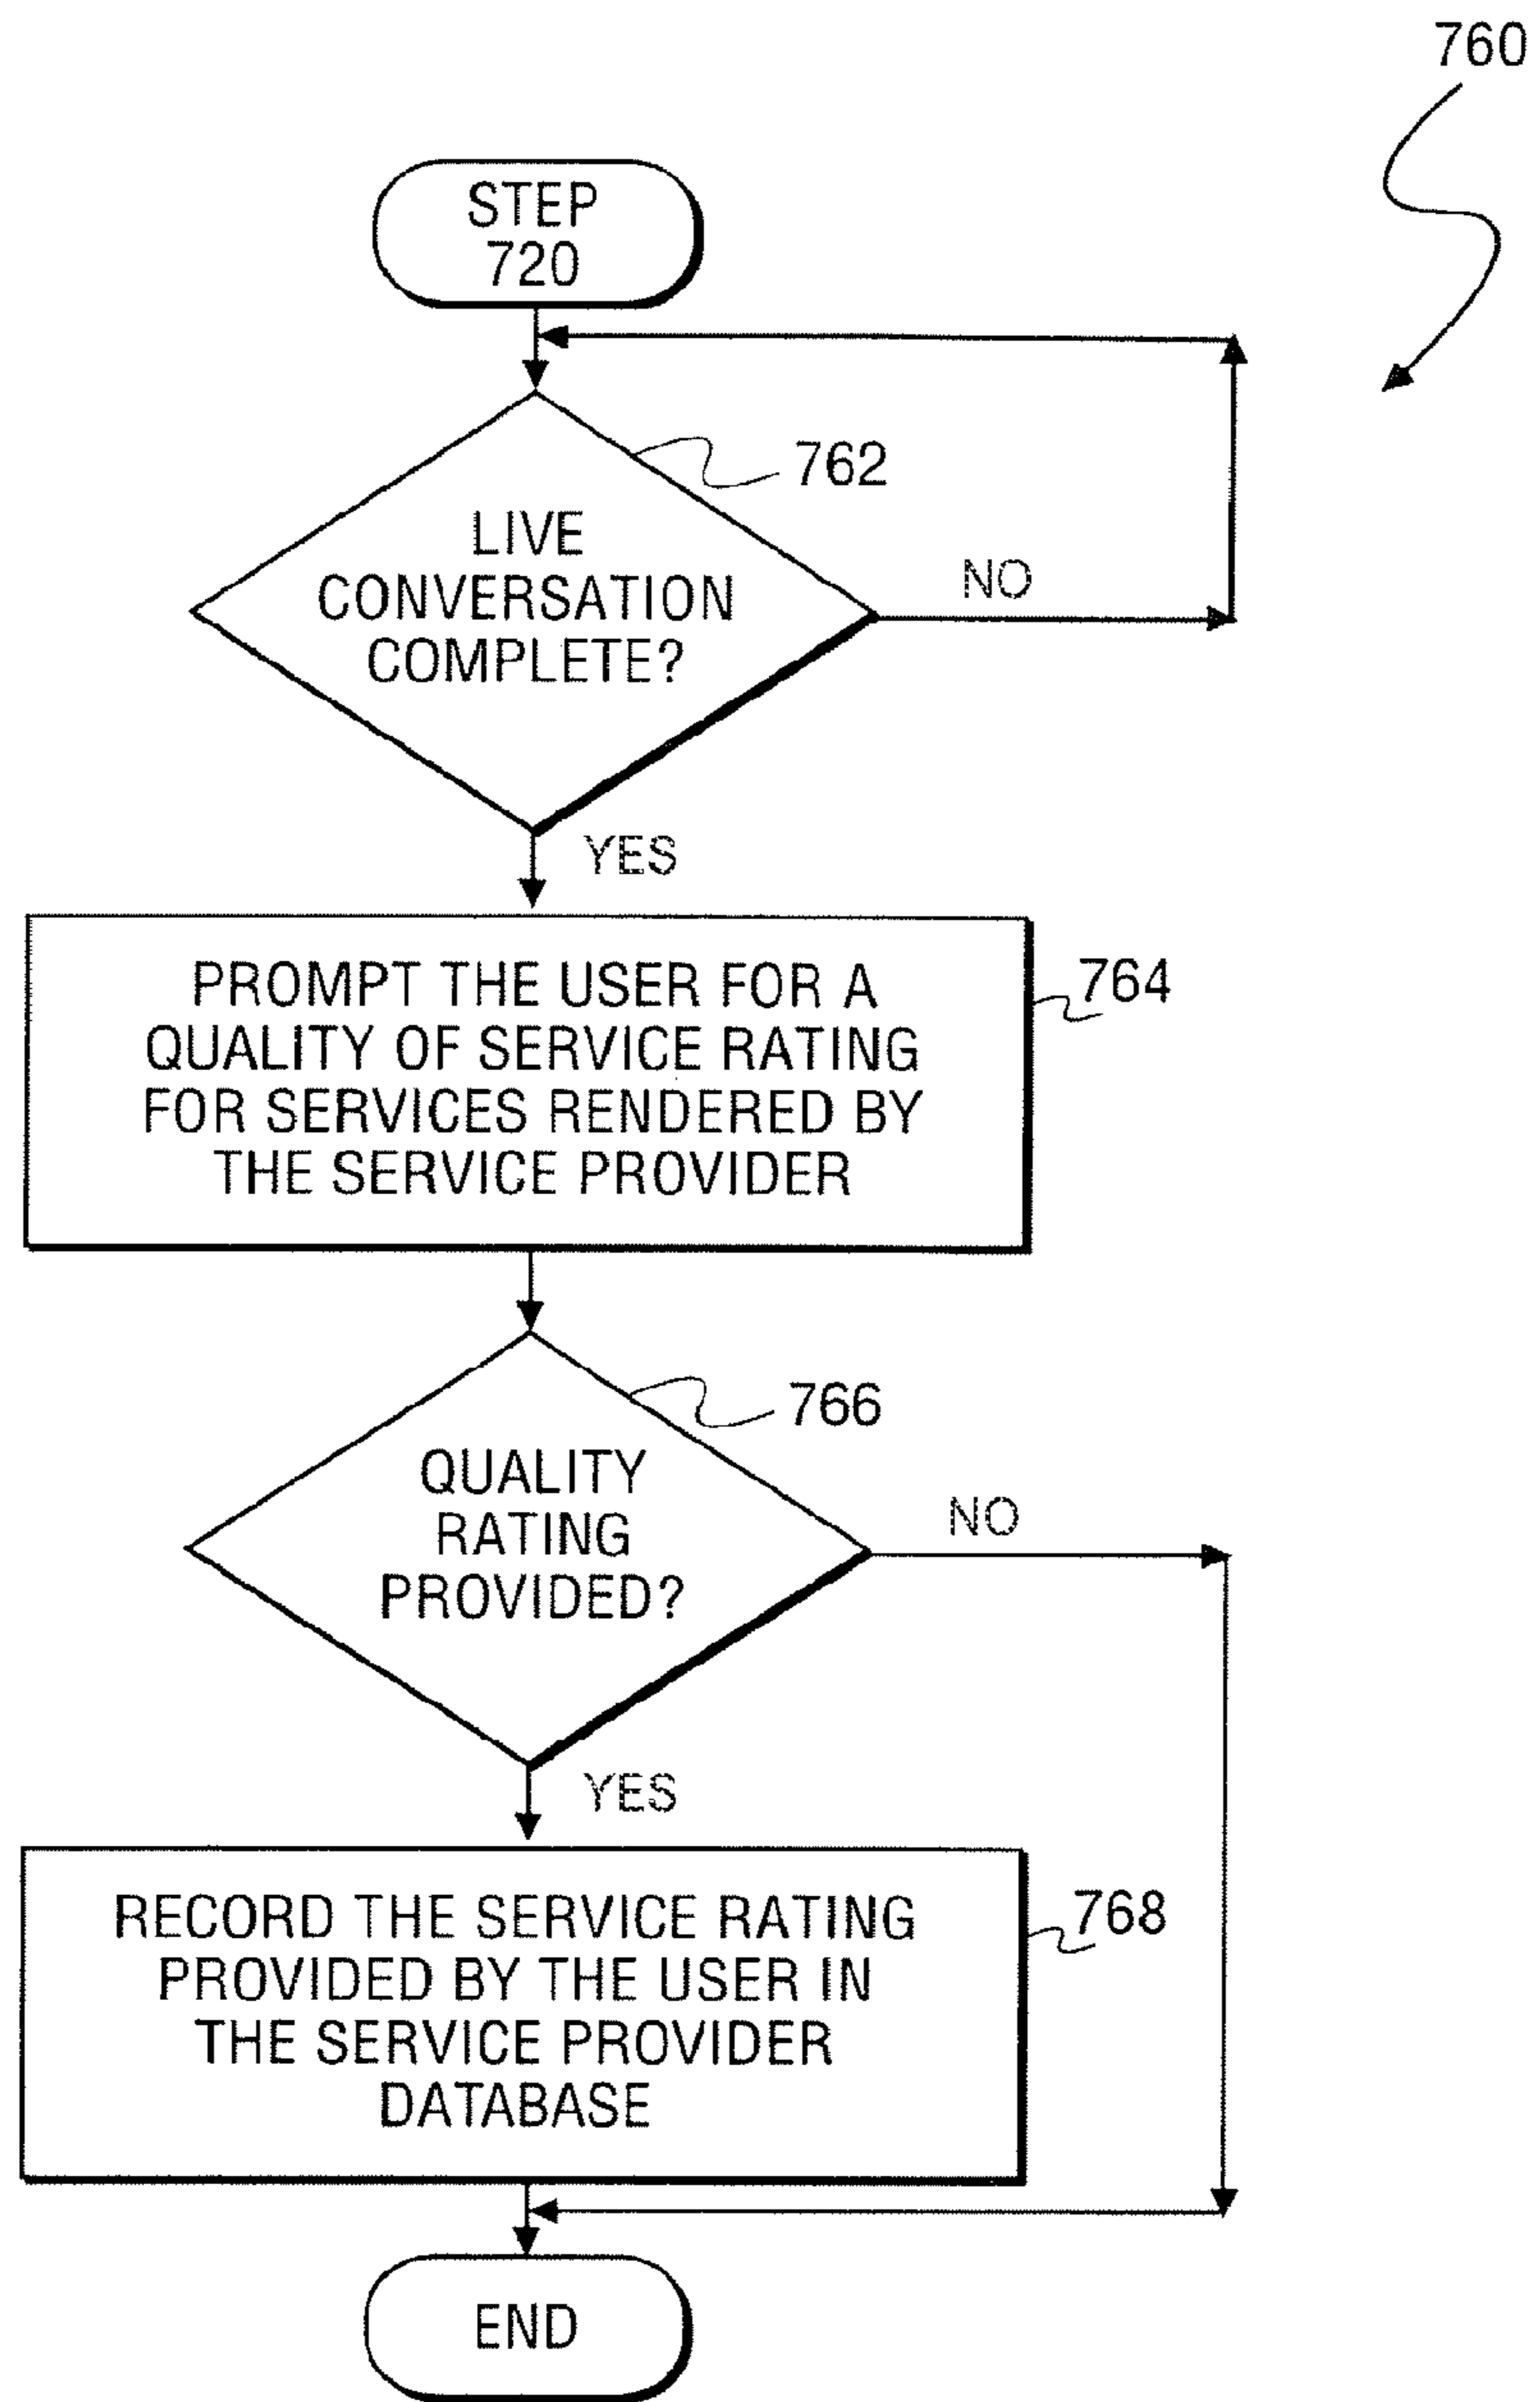 760
STEP
720
762
LIVE
CONVERSATION
COMPLETE?
NO
YES
PROMPT THE USER FOR A
QUALITY OF SERVICE RATING
FOR SERVICES RENDERED BY
THE SERVICE PROVIDER
764
766
QUALITY
RATING
PROVIDED?
NO
YES
RECORD THE SERVICE RATING
PROVIDED BY THE USER IN
THE SERVICE PROVIDER
DATABASE
768
END